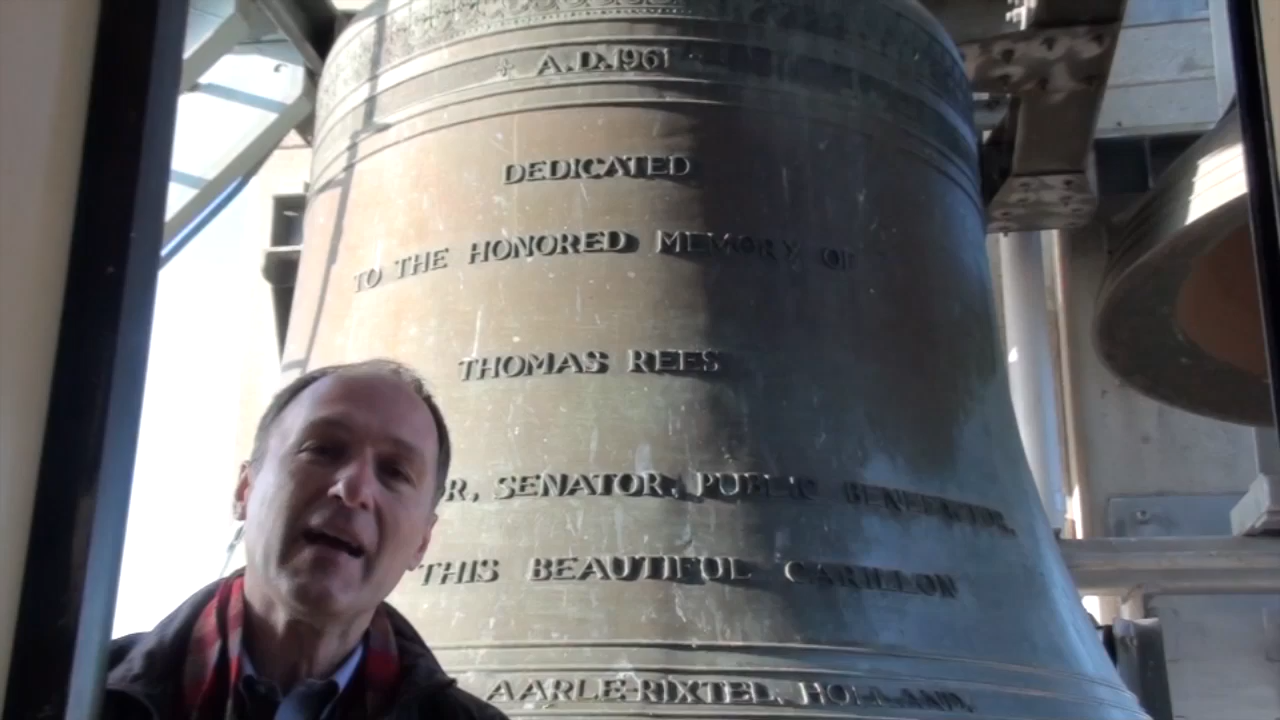 + A.D. 1961
DEDICATED
TO THE HONORED MEMORY OF
THOMAS REES
R, SENATOR, PUBLIC BENEFACTOR,
THIS BEAUTIFUL CARILLON
AARLE-RIXTEL, HOLLAND.